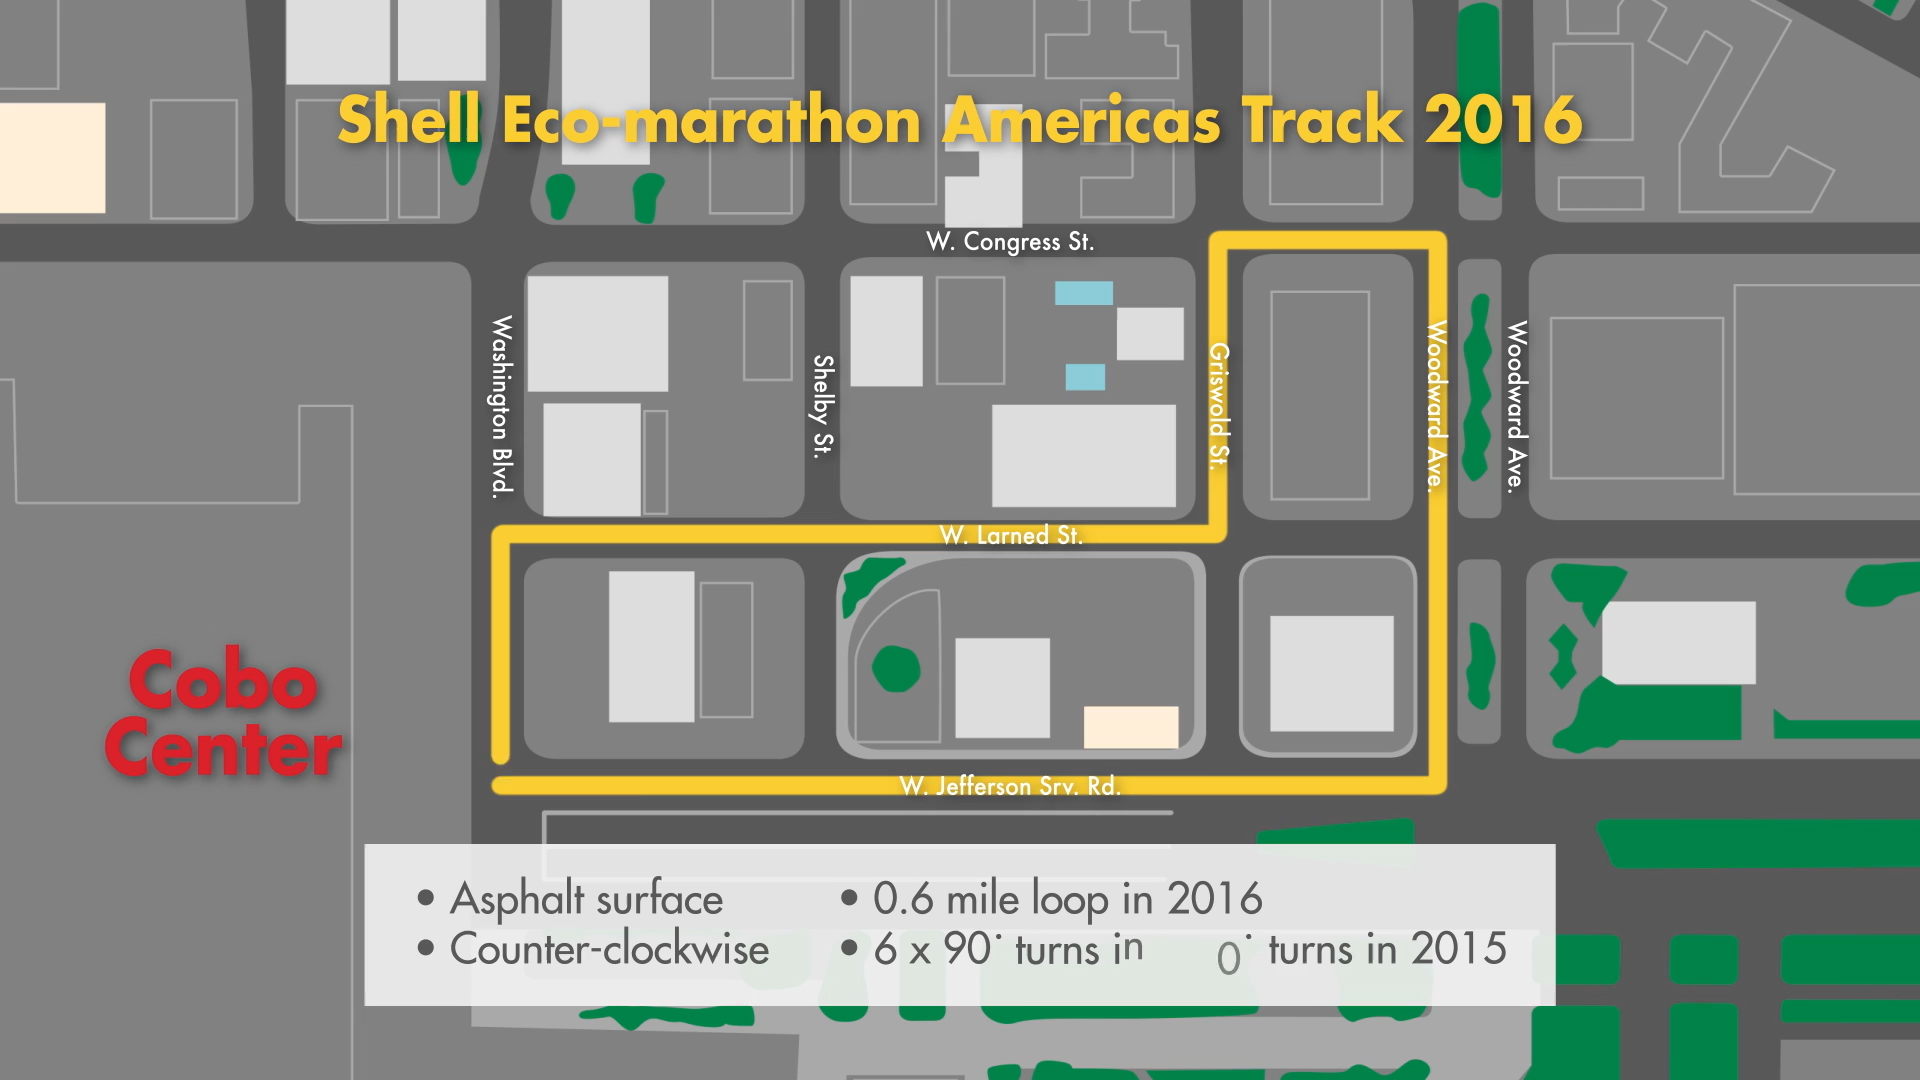 Shell Eco-marathon Americas Track 2016
W. Congress St.
Washington Blvd.
Shelby St.
Griswold St.
Woodward Ave.
Woodward Ave.
W. Larned St.
Cobo
Center
W. Jefferson Srv. Rd.
• Asphalt surface
• Counter-clockwise
• 0.6 mile loop in 2016
• 6 x 90˙ turns in 0˙ turns in 2015